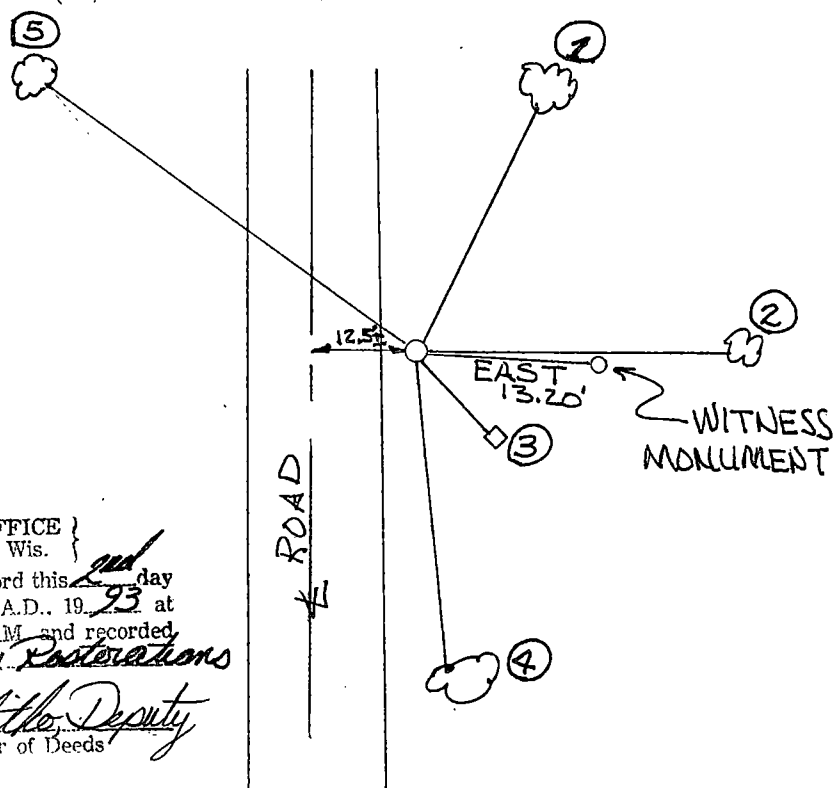 5
1
2
12.5'±
EAST
13.20'
WITNESS
MONUMENT
3
ROAD
4
FFICE }
Wis. }
ord this 2nd day
A.D.. 19 93 at
M. and recorded
Restorations
Deputy
r of Deeds